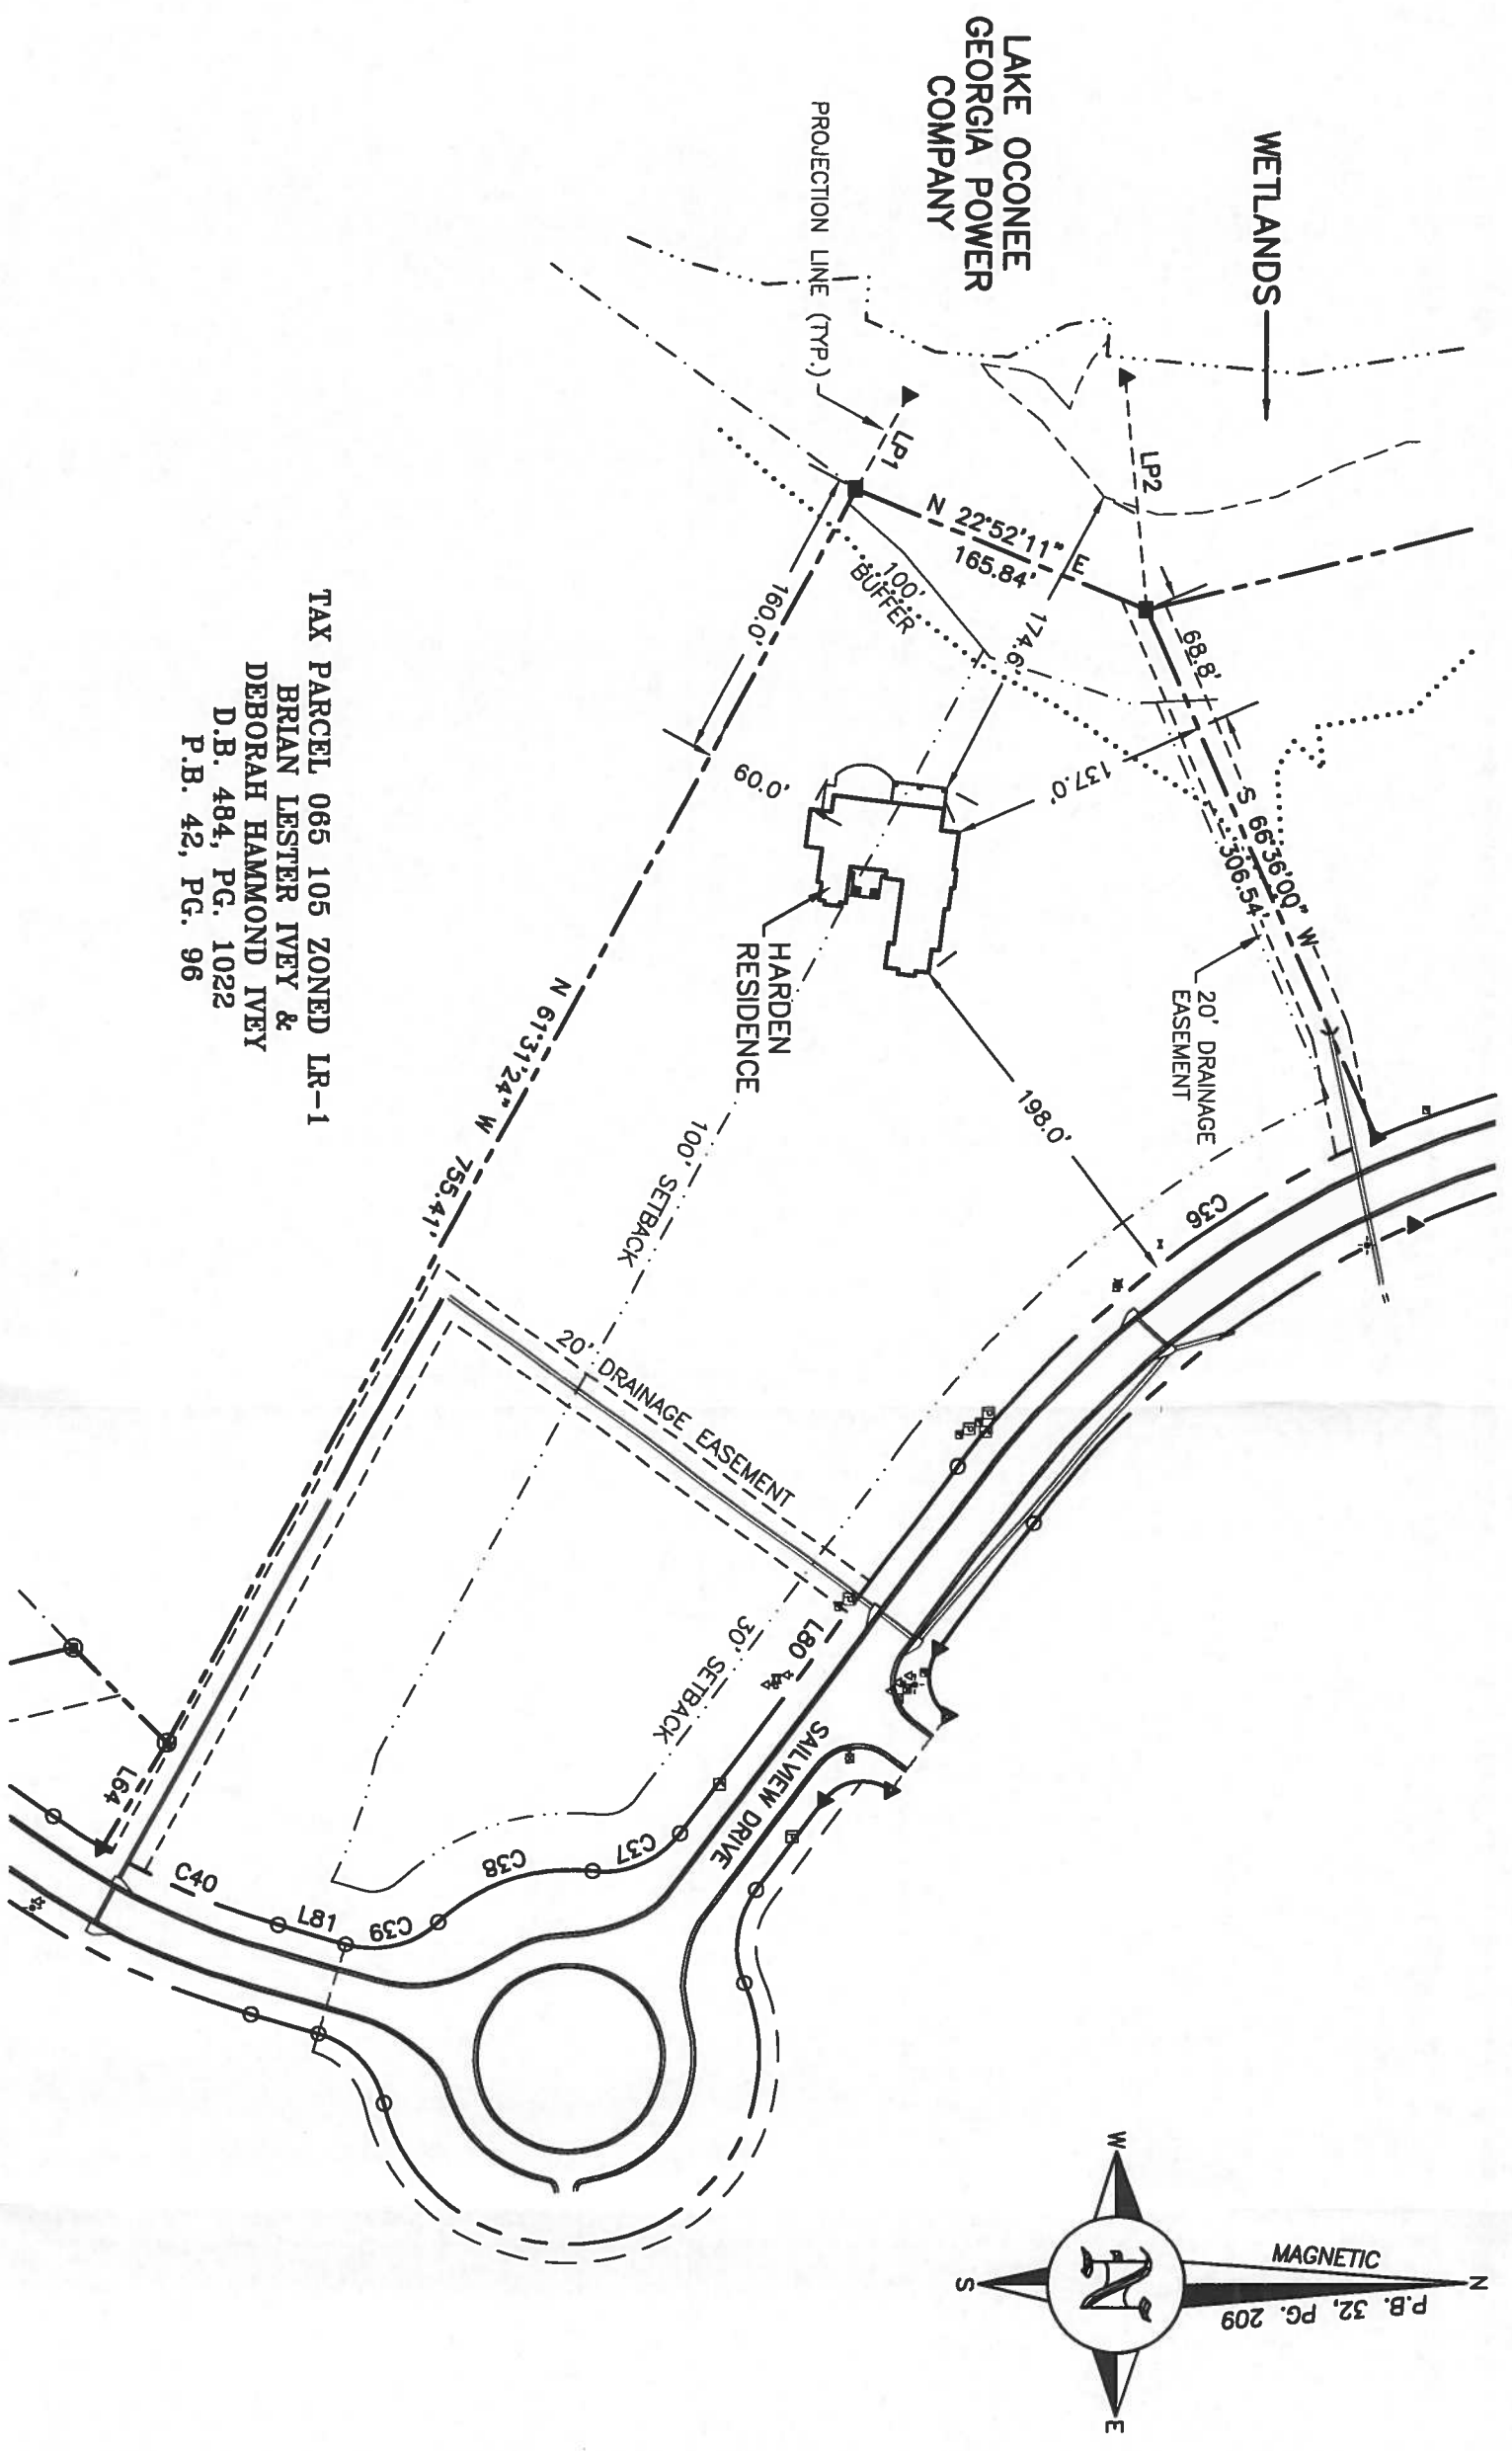 WETLANDS
LAKE OCONEE
GEORGIA POWER
COMPANY
PROJECTION LINE (TYP.)
LP1
LP2
N 22°52'11" E
165.84'
68.8'
S 66°36'00" W
306.54'
20' DRAINAGE
EASEMENT
100'
BUFFER
174.6'
137.0'
160.0'
60.0'
HARDEN
RESIDENCE
198.0'
C36
N 61°31'24" W 755.41'
100' SETBACK
20' DRAINAGE EASEMENT
30' SETBACK
L80
SAILVIEW DRIVE
C37
C38
C39
L81
C40
L64
TAX PARCEL 065 105 ZONED LR-1
BRIAN LESTER IVEY &
DEBORAH HAMMOND IVEY
D.B. 484, PG. 1022
P.B. 42, PG. 96
MAGNETIC
P.B. 32, PG. 209
N
W
E
S